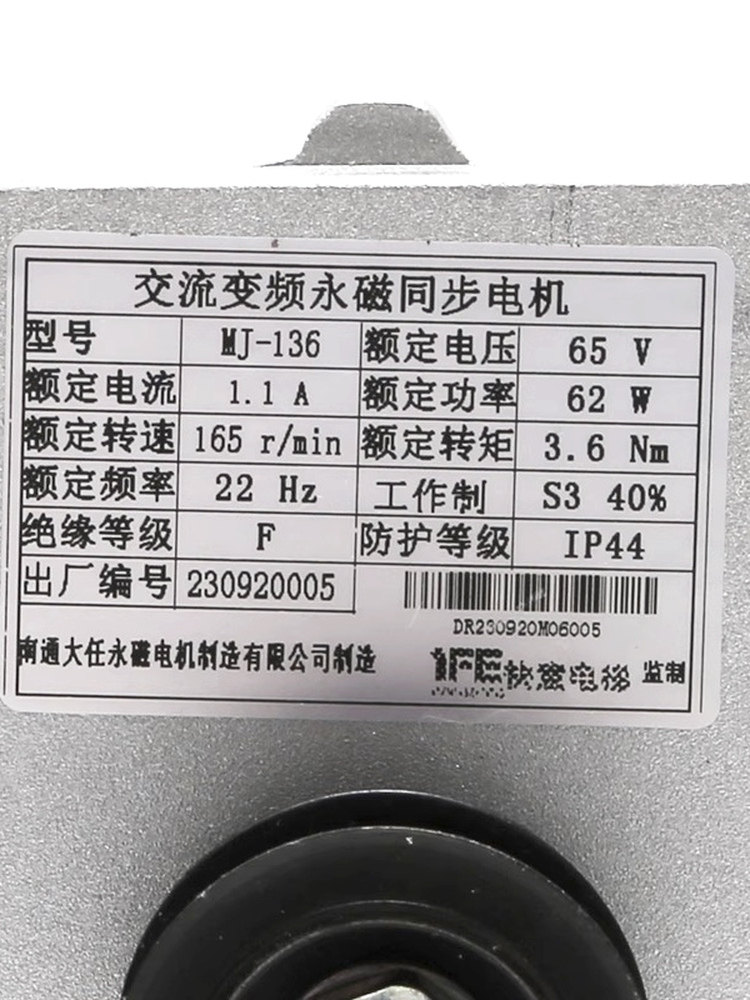 交流变频永磁同步电机
型号 MJ-136 额定电压 65 V
额定电流 1.1 A 额定功率 62 W
额定转速 165 r/min 额定转矩 3.6 Nm
额定频率 22 Hz 工作制 S3 40%
绝缘等级 F 防护等级 IP44
出厂编号 230920005
DR230920M06005
南通大任永磁电机制造有限公司制造 电梯 监制